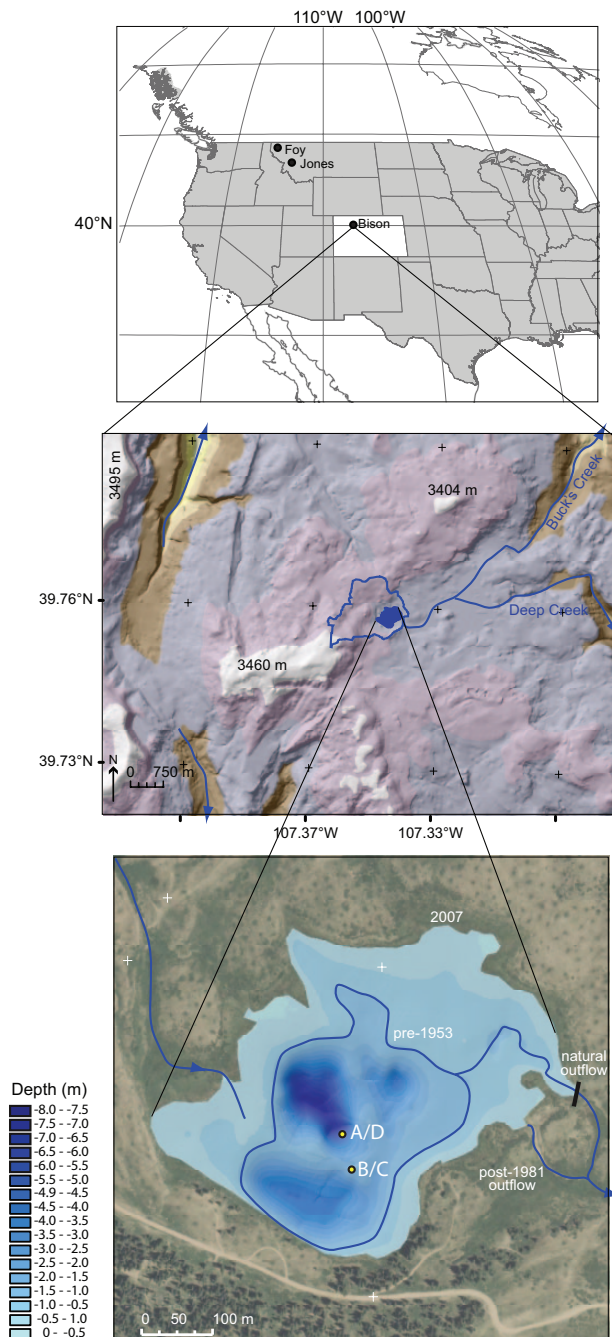 110°W 100°W
Foy
Jones
40°N
Bison
3495 m
3404 m
Buck's Creek
39.76°N
Deep Creek
3460 m
39.73°N
N
0 750 m
107.37°W 107.33°W
2007
pre-1953
natural
outflow
Depth (m)
-8.0 - -7.5
-7.5 - -7.0
-7.0 - -6.5
-6.5 - -6.0
-6.0 - -5.5
-5.5 - -5.0
-4.9 - -4.5
-4.5 - -4.0
-4.0 - -3.5
-3.5 - -3.0
-3.0 - -2.5
-2.5 - -2.0
-2.0 - -1.5
-1.0 - -0.5
-0.5 - 1.0
0 - -0.5
A/D
B/C
post-1981
outflow
0 50 100 m